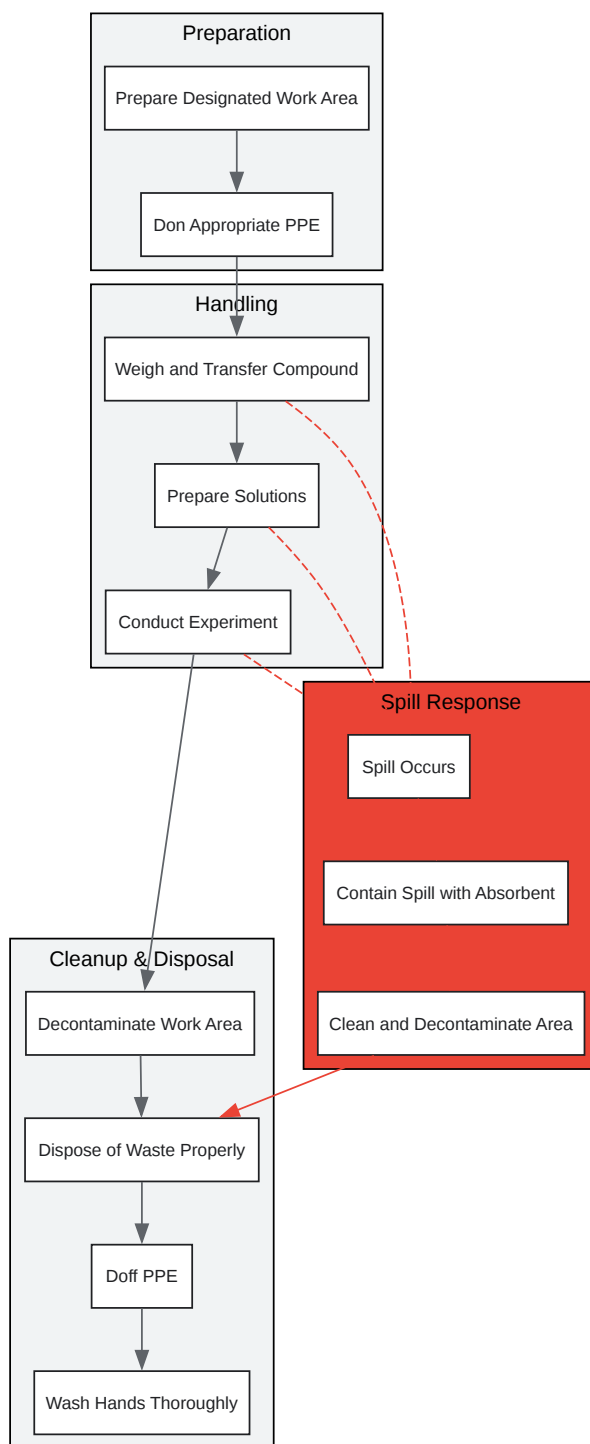 Preparation
Prepare Designated Work Area
Don Appropriate PPE
Handling
Weigh and Transfer Compound
Prepare Solutions
Conduct Experiment
Spill Response
Spill Occurs
Contain Spill with Absorbent
Clean and Decontaminate Area
Cleanup & Disposal
Decontaminate Work Area
Dispose of Waste Properly
Doff PPE
Wash Hands Thoroughly